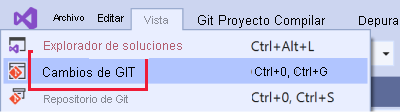 Archivo Editar Vista Git Proyecto Compilar Depura
Explorador de soluciones Ctrl+Alt+L
Cambios de GIT Ctrl+0, Ctrl+G
Repositorio de Git Ctrl+0, Ctrl+S